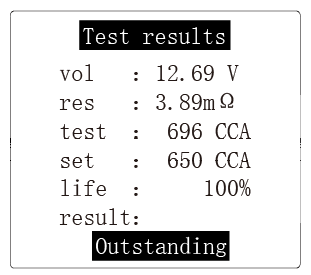 Test results
vol : 12.69 V
res : 3.89mΩ
test : 696 CCA
set : 650 CCA
life : 100%
result:
Outstanding